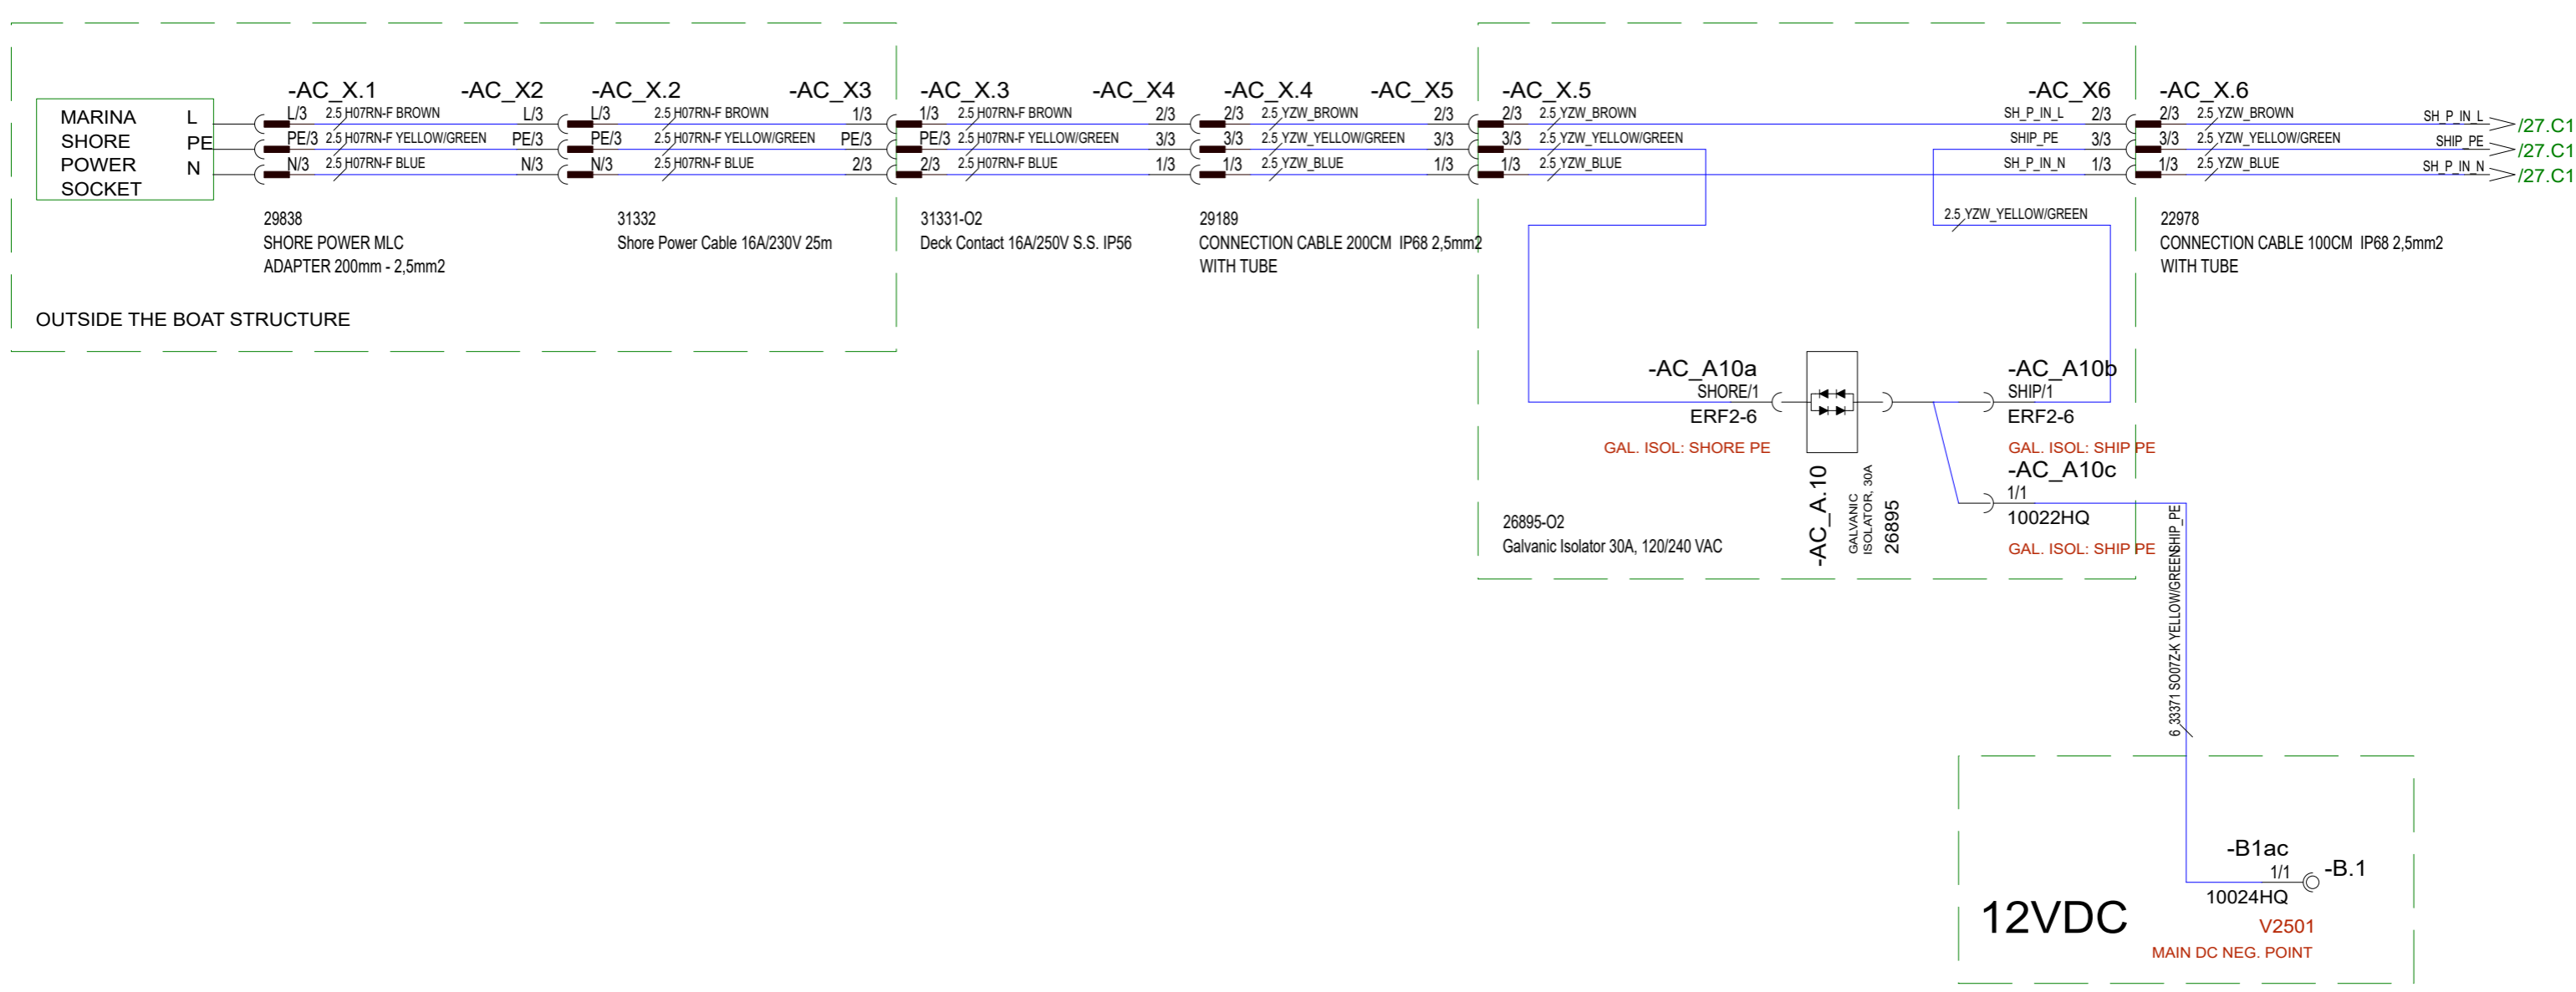 MARINA
SHORE
POWER
SOCKET
L
PE
N
-AC_X.1
L/3 2.5 H07RN-F BROWN
PE/3 2.5 H07RN-F YELLOW/GREEN
N/3 2.5 H07RN-F BLUE
29838
SHORE POWER MLC
ADAPTER 200mm - 2,5mm2
OUTSIDE THE BOAT STRUCTURE
-AC_X2
L/3
PE/3
N/3
-AC_X.2
L/3 2.5 H07RN-F BROWN
PE/3 2.5 H07RN-F YELLOW/GREEN
N/3 2.5 H07RN-F BLUE
31332
Shore Power Cable 16A/230V 25m
-AC_X3
1/3
PE/3
2/3
-AC_X.3
1/3 2.5 H07RN-F BROWN
PE/3 2.5 H07RN-F YELLOW/GREEN
2/3 2.5 H07RN-F BLUE
31331-O2
Deck Contact 16A/250V S.S. IP56
-AC_X4
2/3
3/3
1/3
-AC_X.4
2/3 2.5 YZW_BROWN
3/3 2.5 YZW_YELLOW/GREEN
1/3 2.5 YZW_BLUE
29189
CONNECTION CABLE 200CM IP68 2,5mm2
WITH TUBE
-AC_X5
2/3
3/3
1/3
-AC_X.5
2/3 2.5 YZW_BROWN
3/3 2.5 YZW_YELLOW/GREEN
1/3 2.5 YZW_BLUE
-AC_X6
SH_P_IN_L 2/3
SHIP_PE 3/3
SH_P_IN_N 1/3
2.5 YZW_YELLOW/GREEN
-AC_X.6
2/3 2.5 YZW_BROWN
3/3 2.5 YZW_YELLOW/GREEN
1/3 2.5 YZW_BLUE
SH_P_IN_L /27.C1
SHIP_PE /27.C1
SH_P_IN_N /27.C1
22978
CONNECTION CABLE 100CM IP68 2,5mm2
WITH TUBE
-AC_A10a
SHORE/1
ERF2-6
GAL. ISOL: SHORE PE
-AC_A.10
GALVANIC
ISOLATOR, 30A
26895
-AC_A10b
SHIP/1
ERF2-6
GAL. ISOL: SHIP PE
-AC_A10c
1/1
10022HQ
GAL. ISOL: SHIP PE
26895-O2
Galvanic Isolator 30A, 120/240 VAC
6 33371 SO07Z-K YELLOW/GREEN
SHIP_PE
12VDC
-B1ac
1/1
-B.1
10024HQ
V2501
MAIN DC NEG. POINT